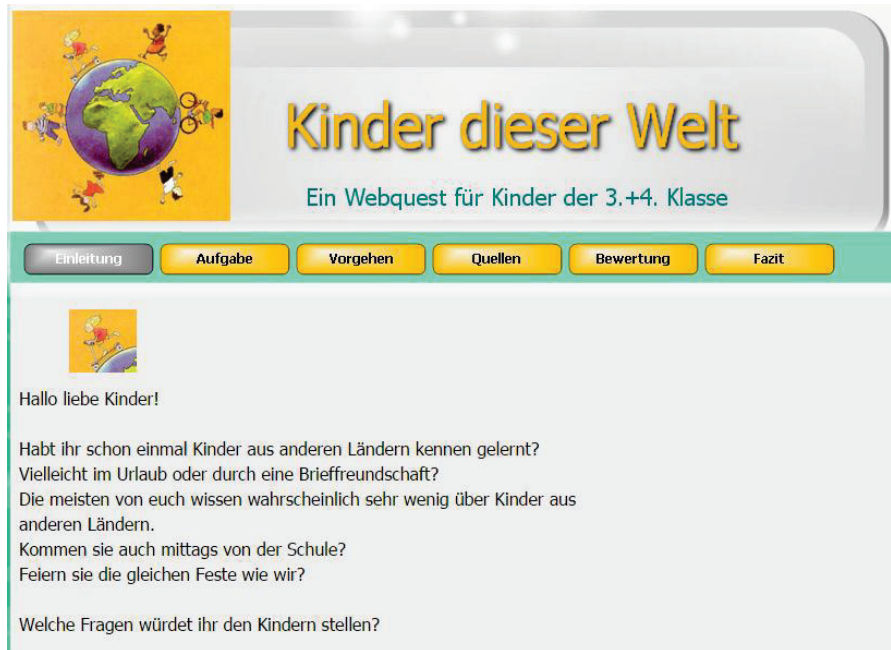 Kinder dieser Welt
Ein Webquest für Kinder der 3.+4. Klasse
Einleitung Aufgabe Vorgehen Quellen Bewertung Fazit
Hallo liebe Kinder!
Habt ihr schon einmal Kinder aus anderen Ländern kennen gelernt?
Vielleicht im Urlaub oder durch eine Brieffreundschaft?
Die meisten von euch wissen wahrscheinlich sehr wenig über Kinder aus
anderen Ländern.
Kommen sie auch mittags von der Schule?
Feiern sie die gleichen Feste wie wir?
Welche Fragen würdet ihr den Kindern stellen?